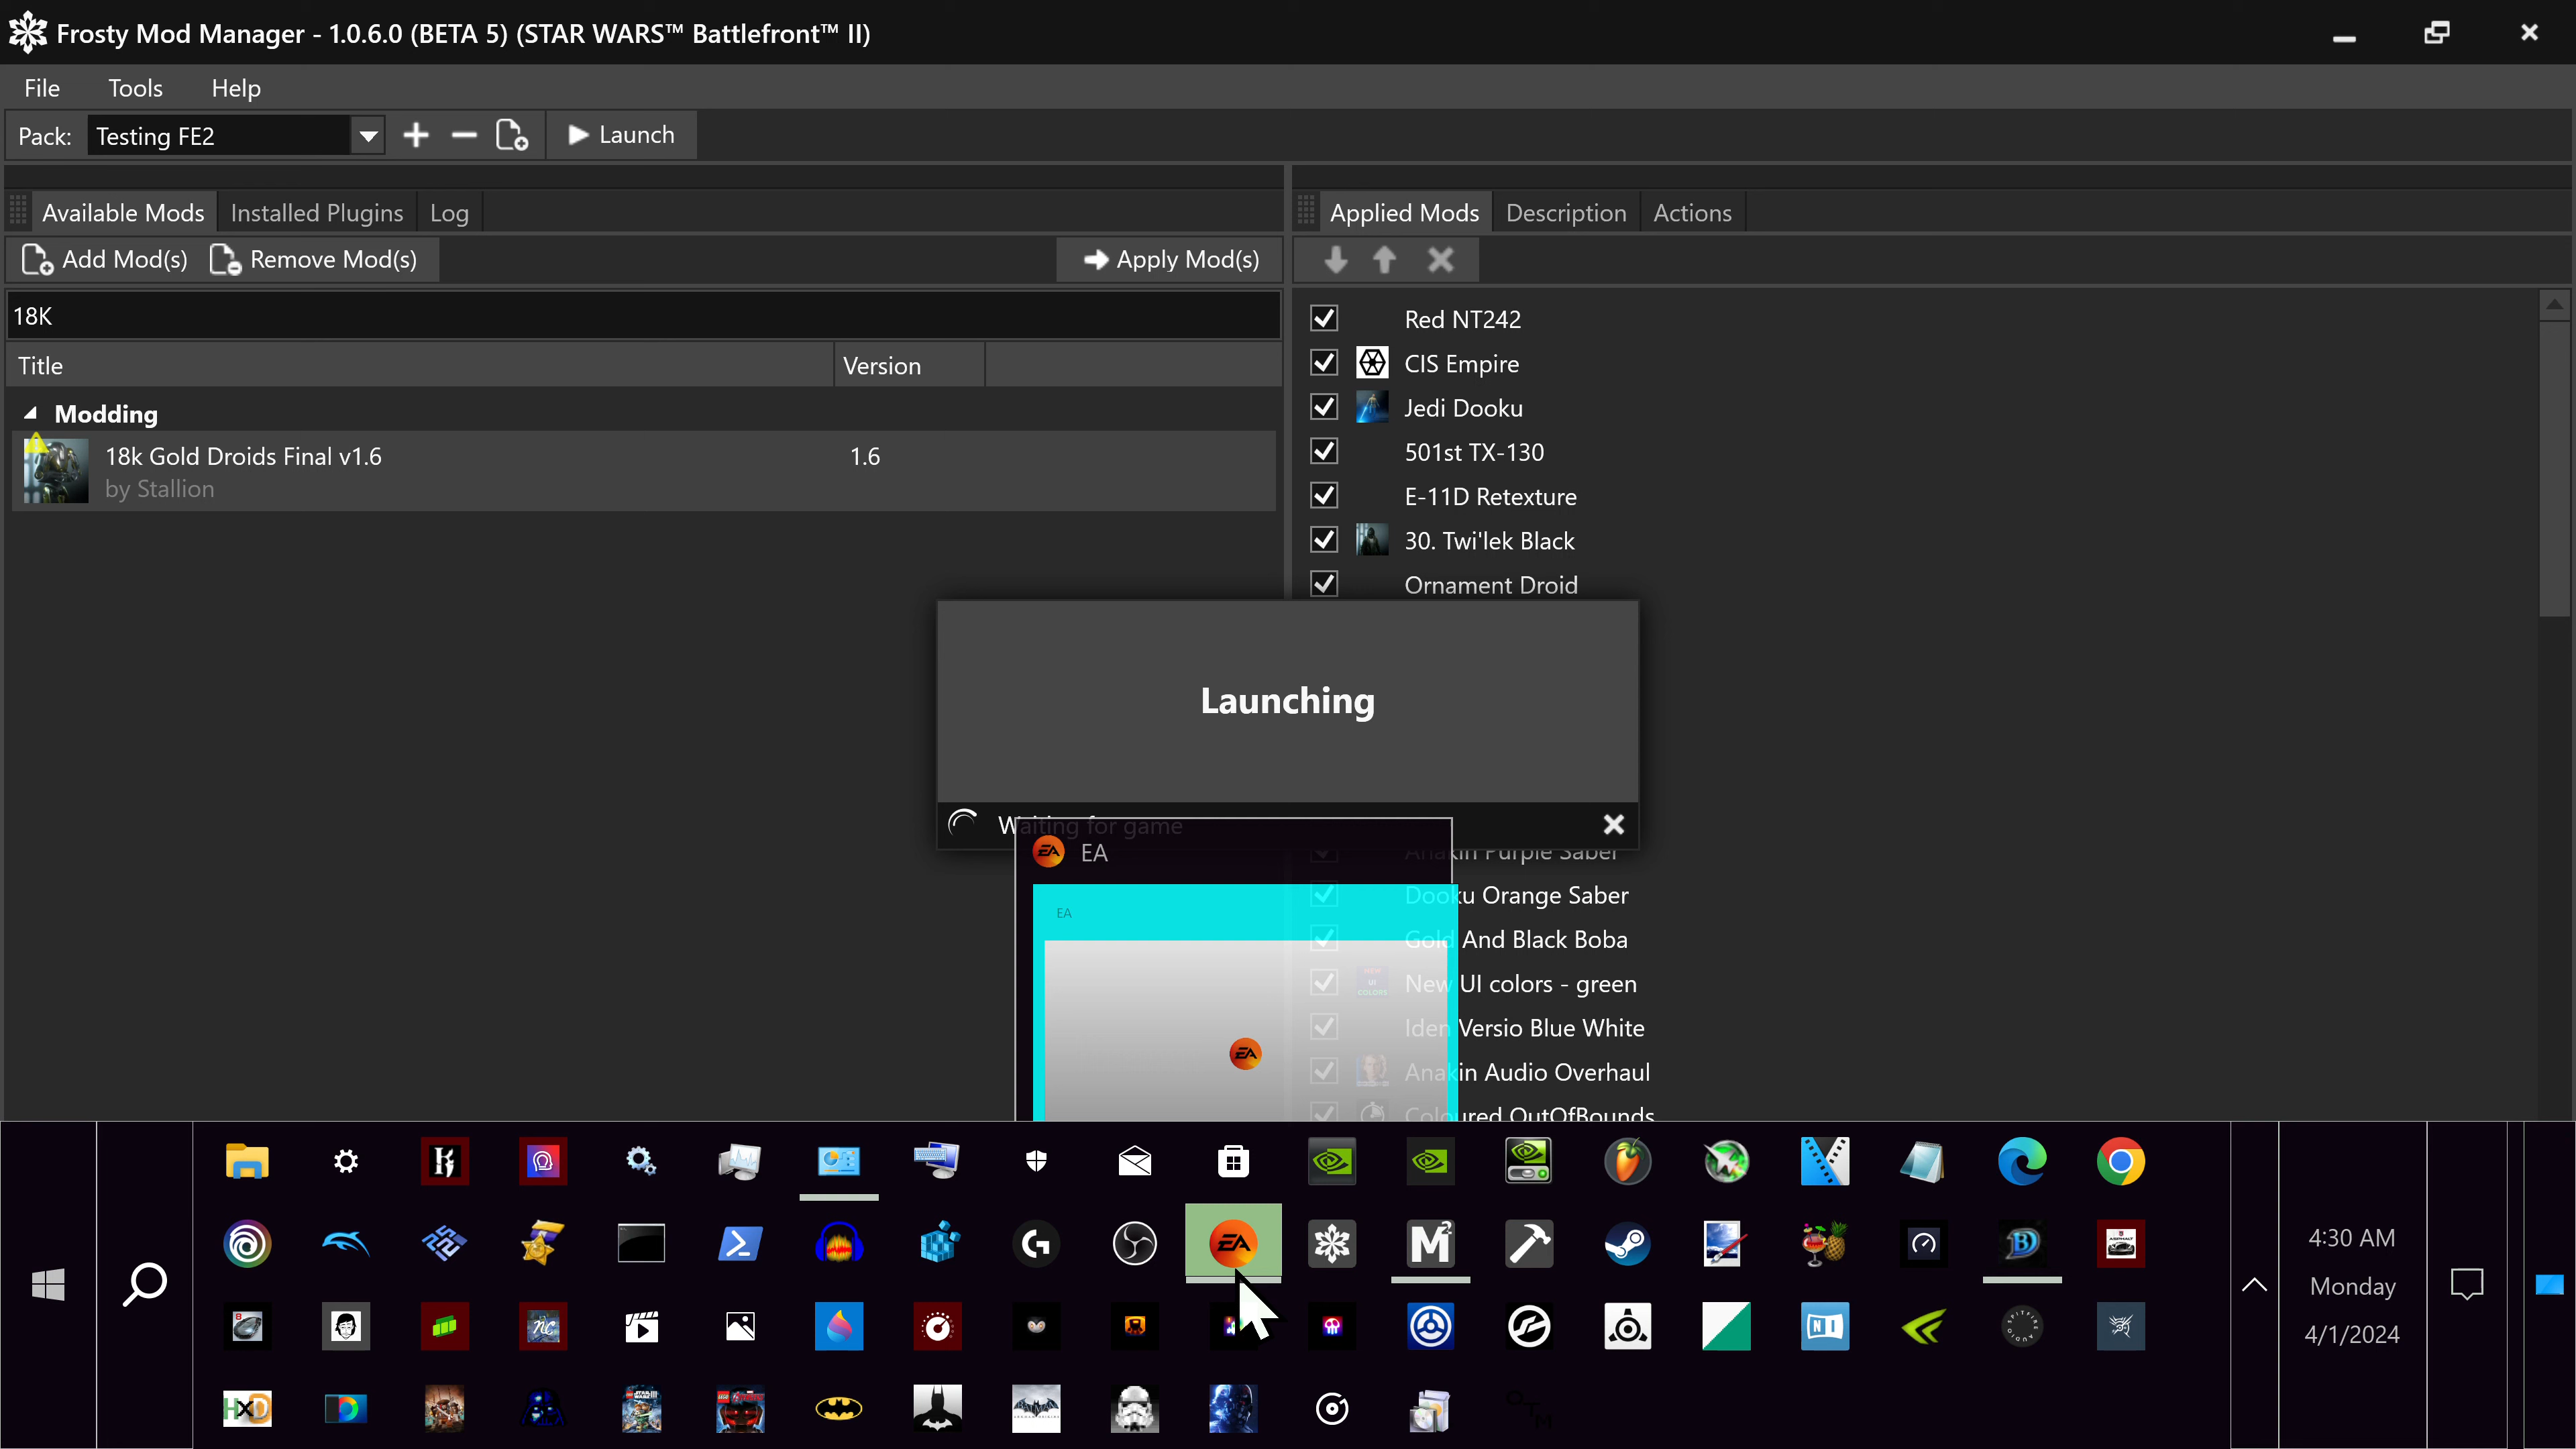 Frosty Mod Manager - 1.0.6.0 (BETA 5) (STAR WARS™ Battlefront™ II)
File Tools Help
Pack: Testing FE2 Launch
Available Mods Installed Plugins Log
Applied Mods Description Actions
Add Mod(s) Remove Mod(s) Apply Mod(s)
18K
Title Version
Modding
18k Gold Droids Final v1.6 1.6
by Stallion
Red NT242
CIS Empire
Jedi Dooku
501st TX-130
E-11D Retexture
30. Twi'lek Black
Ornament Droid
Launching
Waiting for game
EA
EA
Anakin Purple Saber
Dooku Orange Saber
Gold And Black Boba
New UI colors - green
Iden Versio Blue White
Anakin Audio Overhaul
Coloured OutOfBounds
4:30 AM
Monday
4/1/2024